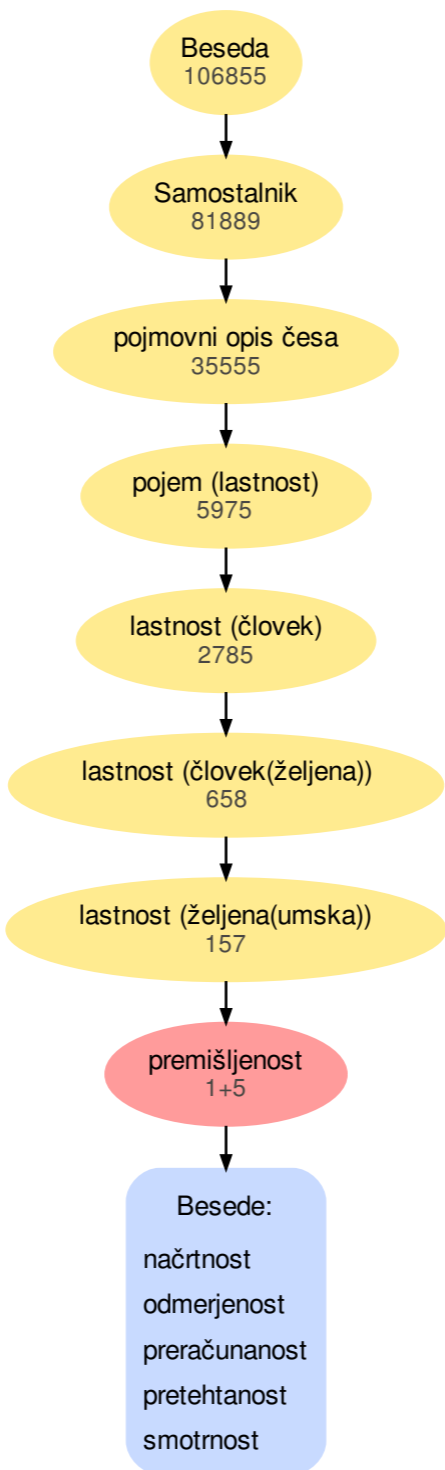 Beseda
106855
Samostalnik
81889
pojmovni opis česa
35555
pojem (lastnost)
5975
lastnost (človek)
2785
lastnost (človek(željena))
658
lastnost (željena(umska))
157
premišljenost
1+5
Besede:
načrtnost
odmerjenost
preračunanost
pretehtanost
smotrnost